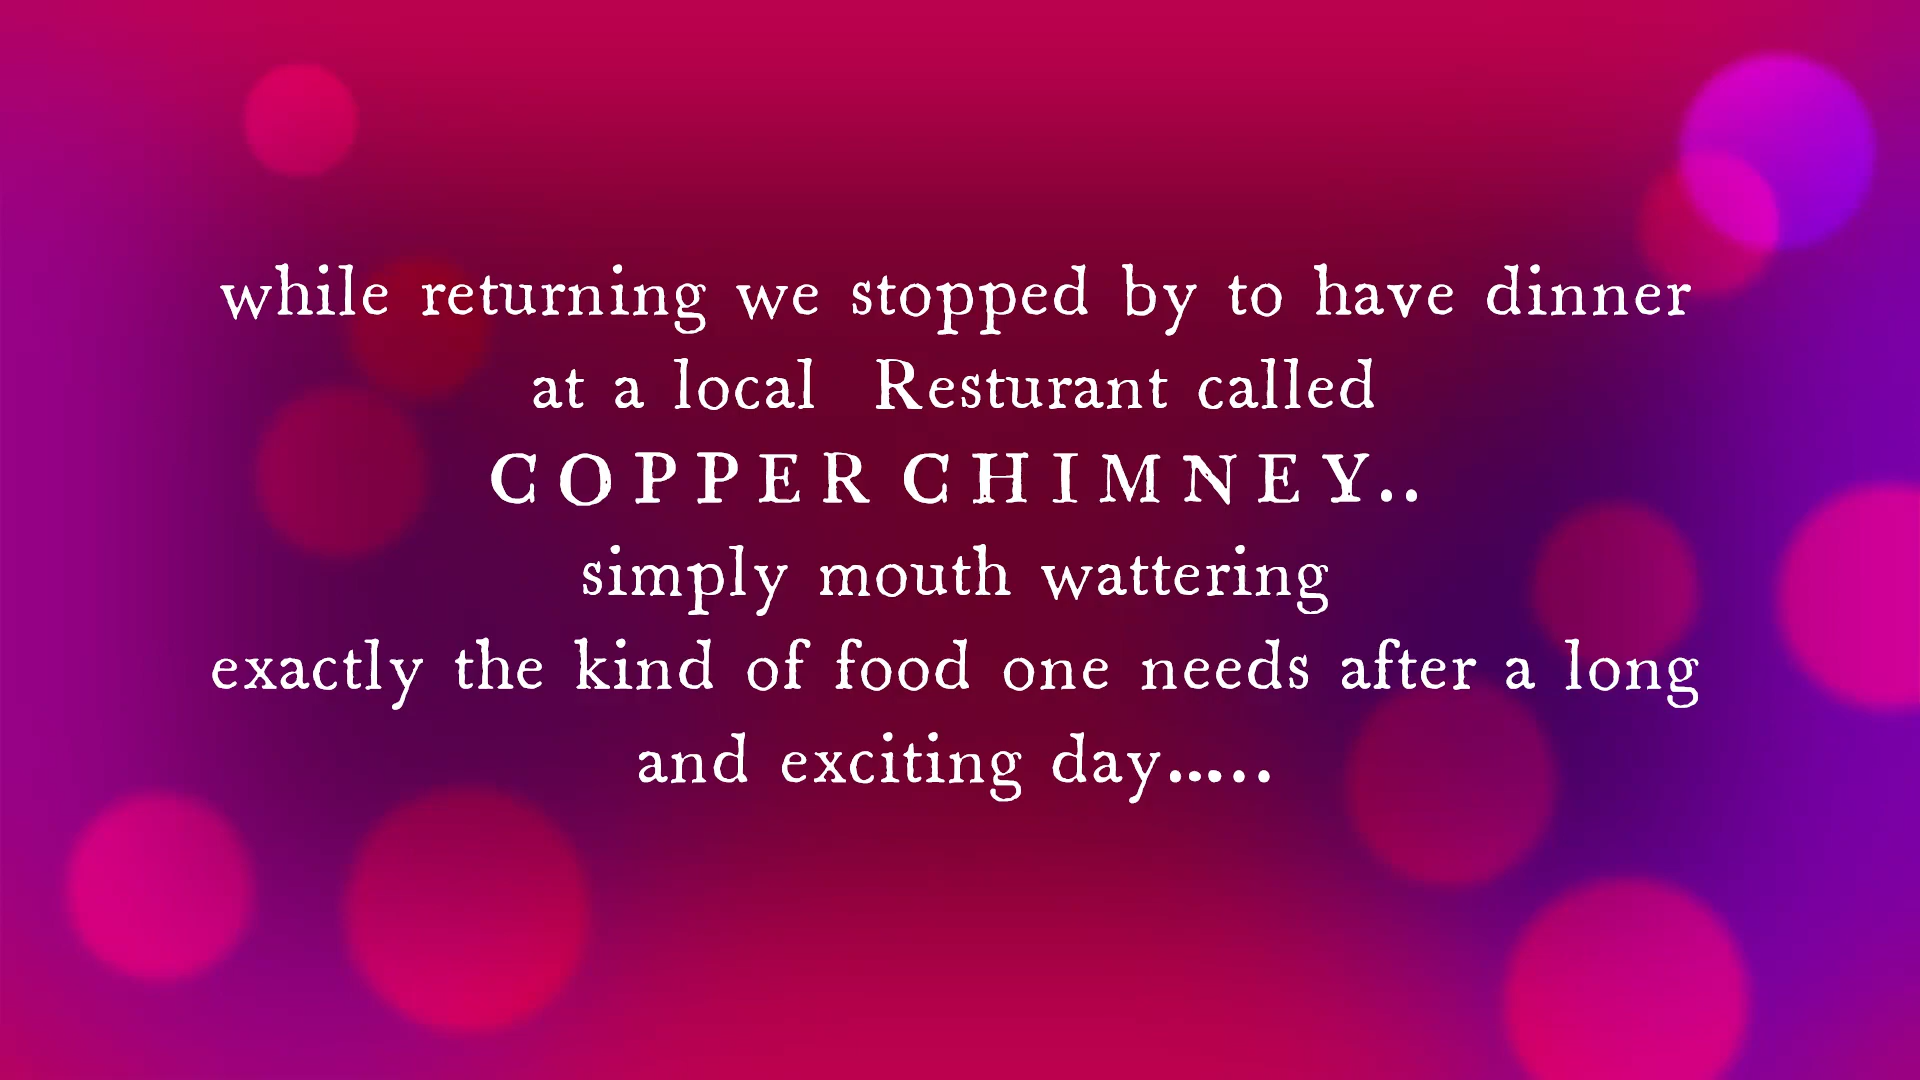 while returning we stopped by to have dinner
at a local Resturant called
COPPER CHIMNEY..
simply mouth wattering
exactly the kind of food one needs after a long
and exciting day.....